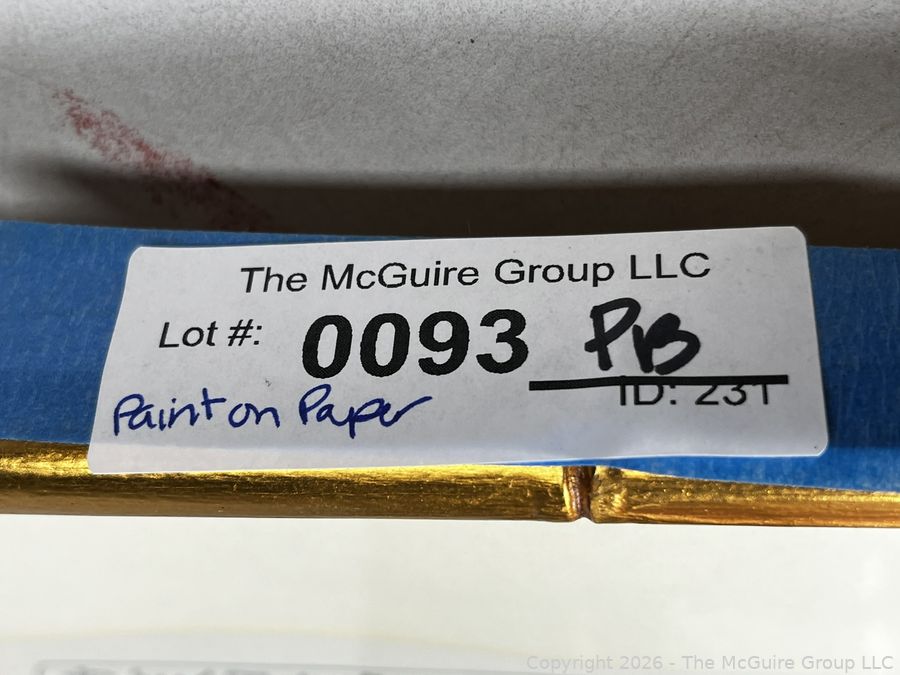 The McGuire Group LLC
Lot #: 0093 PB
ID: 231
Paint on Paper
Copyright 2026 - The McGuire Group LLC